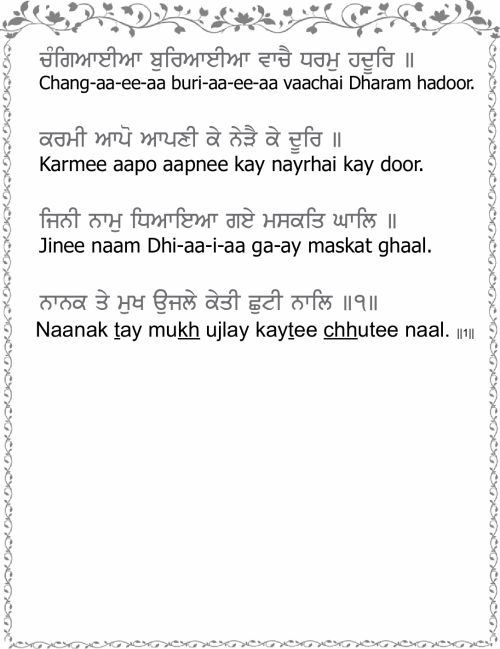 ਚੰਗਿਆਈਆ ਬੁਰਿਆਈਆ ਵਾਚੈ ਧਰਮੁ ਹਦੂਰਿ ॥
Chang-aa-ee-aa buri-aa-ee-aa vaachai Dharam hadoor.
ਕਰਮੀ ਆਪੋ ਆਪਣੀ ਕੇ ਨੇੜੈ ਕੇ ਦੂਰਿ ॥
Karmee aapo aapnee kay nayrhai kay door.
ਜਿਨੀ ਨਾਮੁ ਧਿਆਇਆ ਗਏ ਮਸਕਤਿ ਘਾਲਿ ॥
Jinee naam Dhi-aa-i-aa ga-ay maskat ghaal.
ਨਾਨਕ ਤੇ ਮੁਖ ਉਜਲੇ ਕੇਤੀ ਛੁਟੀ ਨਾਲਿ ॥੧॥
Naanak tay mukh ujlay kaytee chhutee naal. ॥1॥